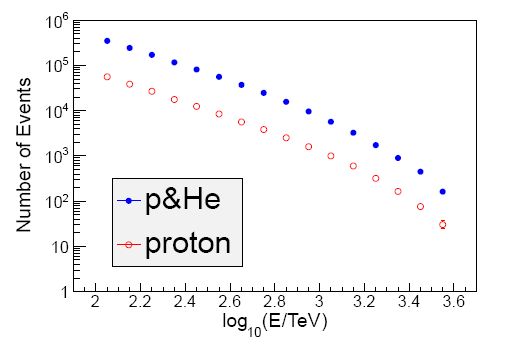 Number of Events
10^6
10^5
10^4
10^3
10^2
10
1
p&He
proton
2 2.2 2.4 2.6 2.8 3 3.2 3.4 3.6
log_10(E/TeV)